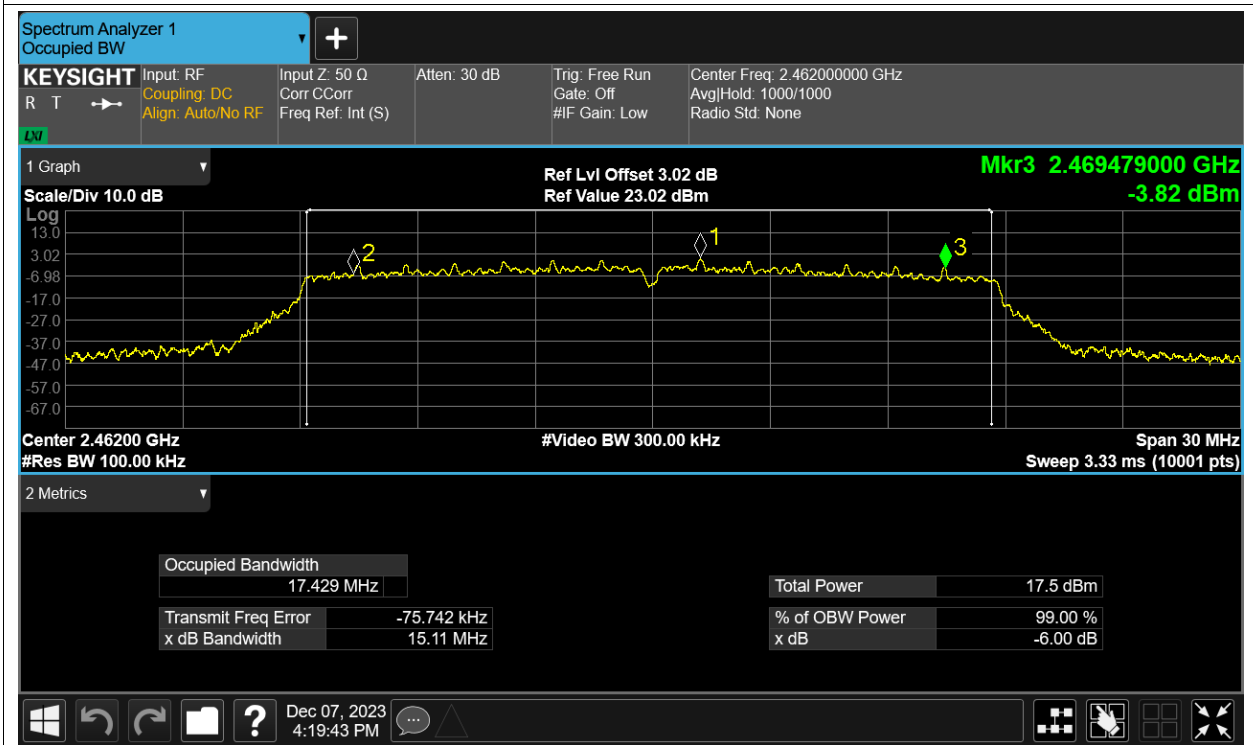 Spectrum Analyzer 1
Occupied BW
KEYSIGHT
R T
LXI
Input: RF
Coupling: DC
Align: Auto/No RF
Input Z: 50 Ω
Corr CCorr
Freq Ref: Int (S)
Atten: 30 dB
Trig: Free Run
Gate: Off
#IF Gain: Low
Center Freq: 2.462000000 GHz
Avg|Hold: 1000/1000
Radio Std: None
1 Graph
Scale/Div 10.0 dB
Ref Lvl Offset 3.02 dB
Ref Value 23.02 dBm
Mkr3 2.469479000 GHz
-3.82 dBm
Log
13.0
3.02
-6.98
-17.0
-27.0
-37.0
-47.0
-57.0
-67.0
2
1
3
Center 2.46200 GHz
#Res BW 100.00 kHz
#Video BW 300.00 kHz
Span 30 MHz
Sweep 3.33 ms (10001 pts)
2 Metrics
Occupied Bandwidth
17.429 MHz
Transmit Freq Error -75.742 kHz
x dB Bandwidth 15.11 MHz
Total Power 17.5 dBm
% of OBW Power 99.00 %
x dB -6.00 dB
?
Dec 07, 2023
4:19:43 PM